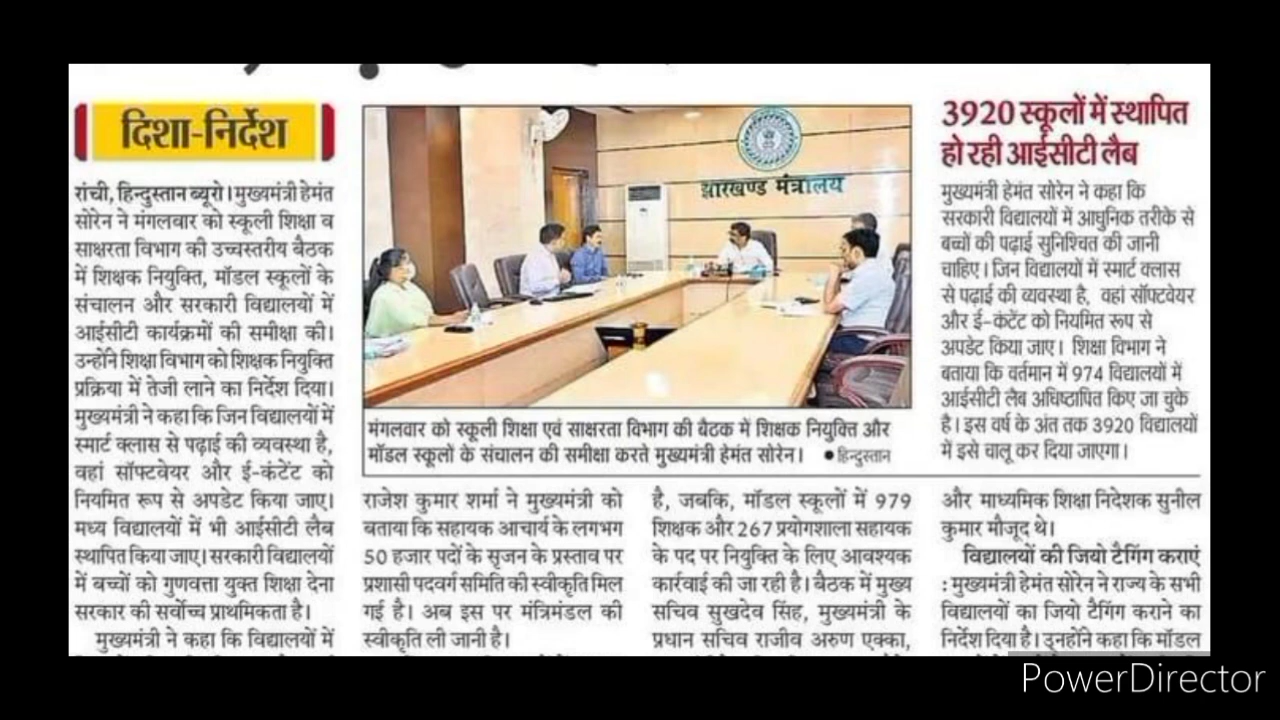 दिशा-निर्देश
रांची, हिन्दुस्तान ब्यूरो। मुख्यमंत्री हेमंत
सोरेन ने मंगलवार को स्कूली शिक्षा व
साक्षरता विभाग की उच्चस्तरीय बैठक
में शिक्षक नियुक्ति, मॉडल स्कूलों के
संचालन और सरकारी विद्यालयों में
आईसीटी कार्यक्रमों की समीक्षा की।
उन्होंने शिक्षा विभाग को शिक्षक नियुक्ति
प्रक्रिया में तेजी लाने का निर्देश दिया।
मुख्यमंत्री ने कहा कि जिन विद्यालयों में
स्मार्ट क्लास से पढ़ाई की व्यवस्था है,
वहां सॉफ्टवेयर और ई-कंटेंट को
नियमित रूप से अपडेट किया जाए।
मध्य विद्यालयों में भी आईसीटी लैब
स्थापित किया जाए। सरकारी विद्यालयों
में बच्चों को गुणवत्ता युक्त शिक्षा देना
सरकार की सर्वोच्च प्राथमिकता है।
मुख्यमंत्री ने कहा कि विद्यालयों में
झारखण्ड मंत्रालय
मंगलवार को स्कूली शिक्षा एवं साक्षरता विभाग की बैठक में शिक्षक नियुक्ति और
मॉडल स्कूलों के संचालन की समीक्षा करते मुख्यमंत्री हेमंत सोरेन। ● हिन्दुस्तान
राजेश कुमार शर्मा ने मुख्यमंत्री को
बताया कि सहायक आचार्य के लगभग
50 हजार पदों के सृजन के प्रस्ताव पर
प्रशासी पदवर्ग समिति की स्वीकृति मिल
गई है। अब इस पर मंत्रिमंडल की
स्वीकृति ली जानी है।
है, जबकि, मॉडल स्कूलों में 979
शिक्षक और 267 प्रयोगशाला सहायक
के पद पर नियुक्ति के लिए आवश्यक
कार्रवाई की जा रही है। बैठक में मुख्य
सचिव सुखदेव सिंह, मुख्यमंत्री के
प्रधान सचिव राजीव अरुण एक्का,
3920 स्कूलों में स्थापित
हो रही आईसीटी लैब
मुख्यमंत्री हेमंत सोरेन ने कहा कि
सरकारी विद्यालयों में आधुनिक तरीके से
बच्चों की पढ़ाई सुनिश्चित की जानी
चाहिए। जिन विद्यालयों में स्मार्ट क्लास
से पढ़ाई की व्यवस्था है, वहां सॉफ्टवेयर
और ई-कंटेंट को नियमित रूप से
अपडेट किया जाए। शिक्षा विभाग ने
बताया कि वर्तमान में 974 विद्यालयों में
आईसीटी लैब अधिष्ठापित किए जा चुके
है। इस वर्ष के अंत तक 3920 विद्यालयों
में इसे चालू कर दिया जाएगा।
और माध्यमिक शिक्षा निदेशक सुनील
कुमार मौजूद थे।
विद्यालयों की जियो टैगिंग कराएं
: मुख्यमंत्री हेमंत सोरेन ने राज्य के सभी
विद्यालयों का जियो टैगिंग कराने का
निर्देश दिया है। उनहोंने कहा कि मॉडल
PowerDirector